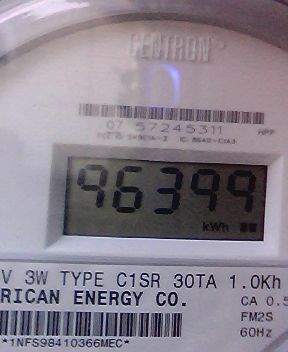 CENTRON
07 57245311 HPP
96399
kWh
V 3W TYPE C1SR 30TA 1.0Kh
RICAN ENERGY CO. CA 0.5
FM2S
60Hz
*1NFS98410366MEC*